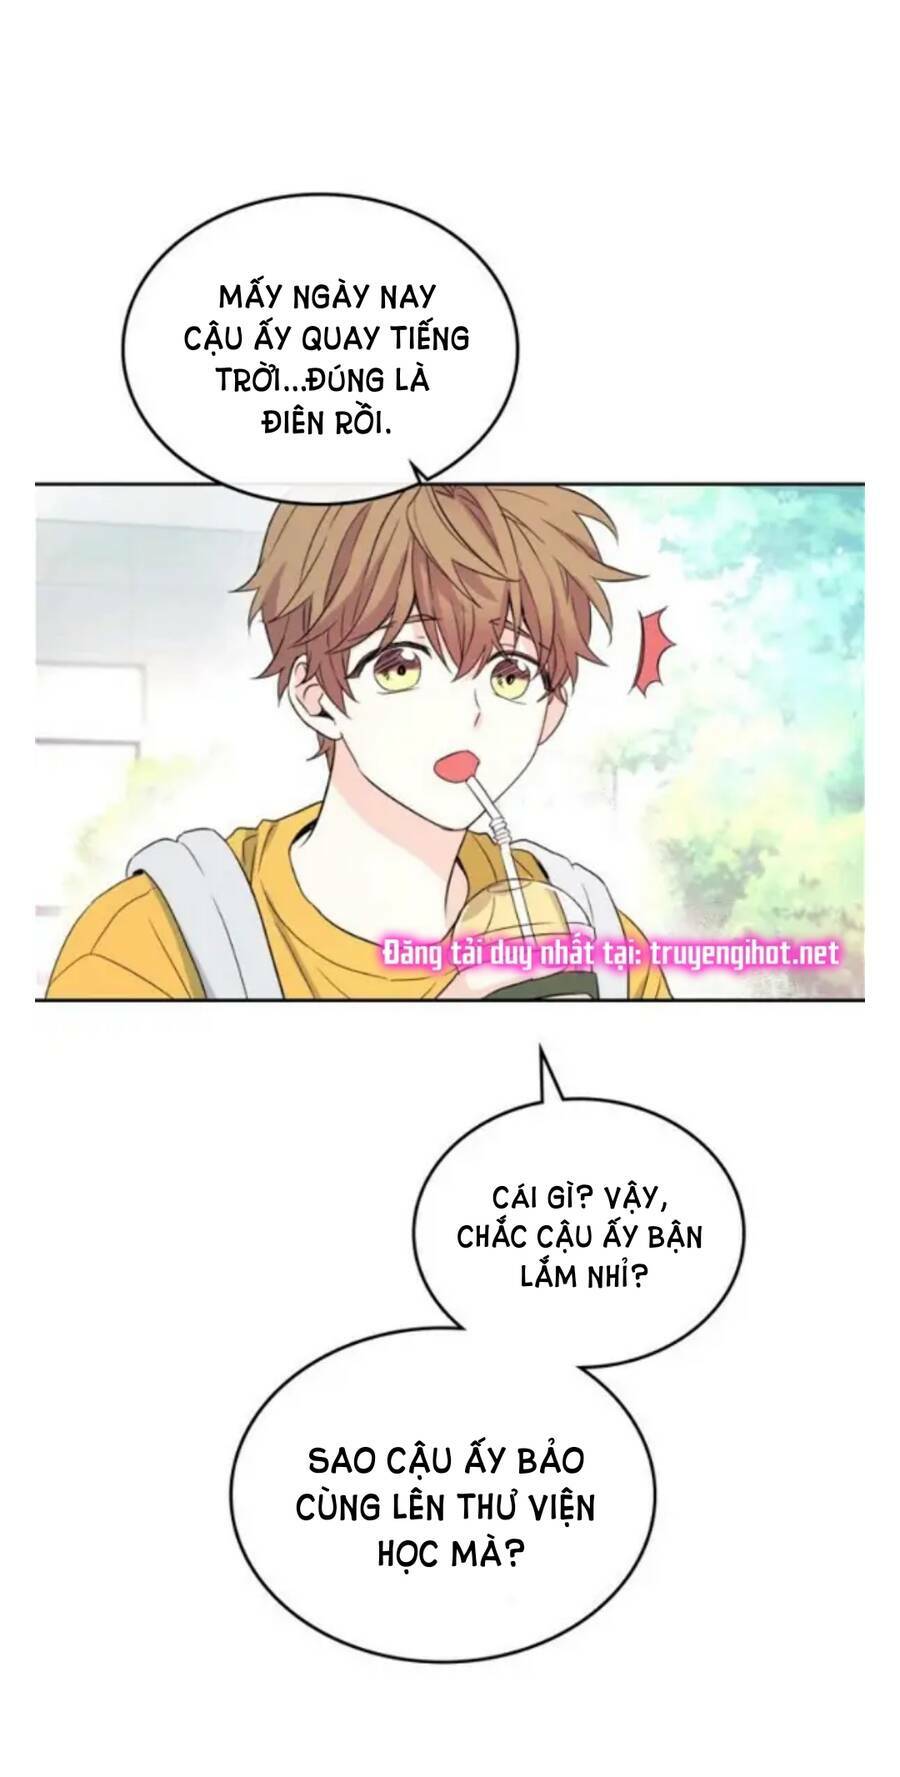 MẤY NGÀY NAY
CẬU ẤY QUAY TIẾNG
TRỜI...ĐÚNG LÀ
ĐIÊN RỒI.
Đăng tải duy nhất tại: truyengihot.net
CÁI GÌ? VẬY,
CHẮC CẬU ẤY BẬN
LẮM NHỈ?
SAO CẬU ẤY BẢO
CÙNG LÊN THƯ VIỆN
HỌC MÀ?